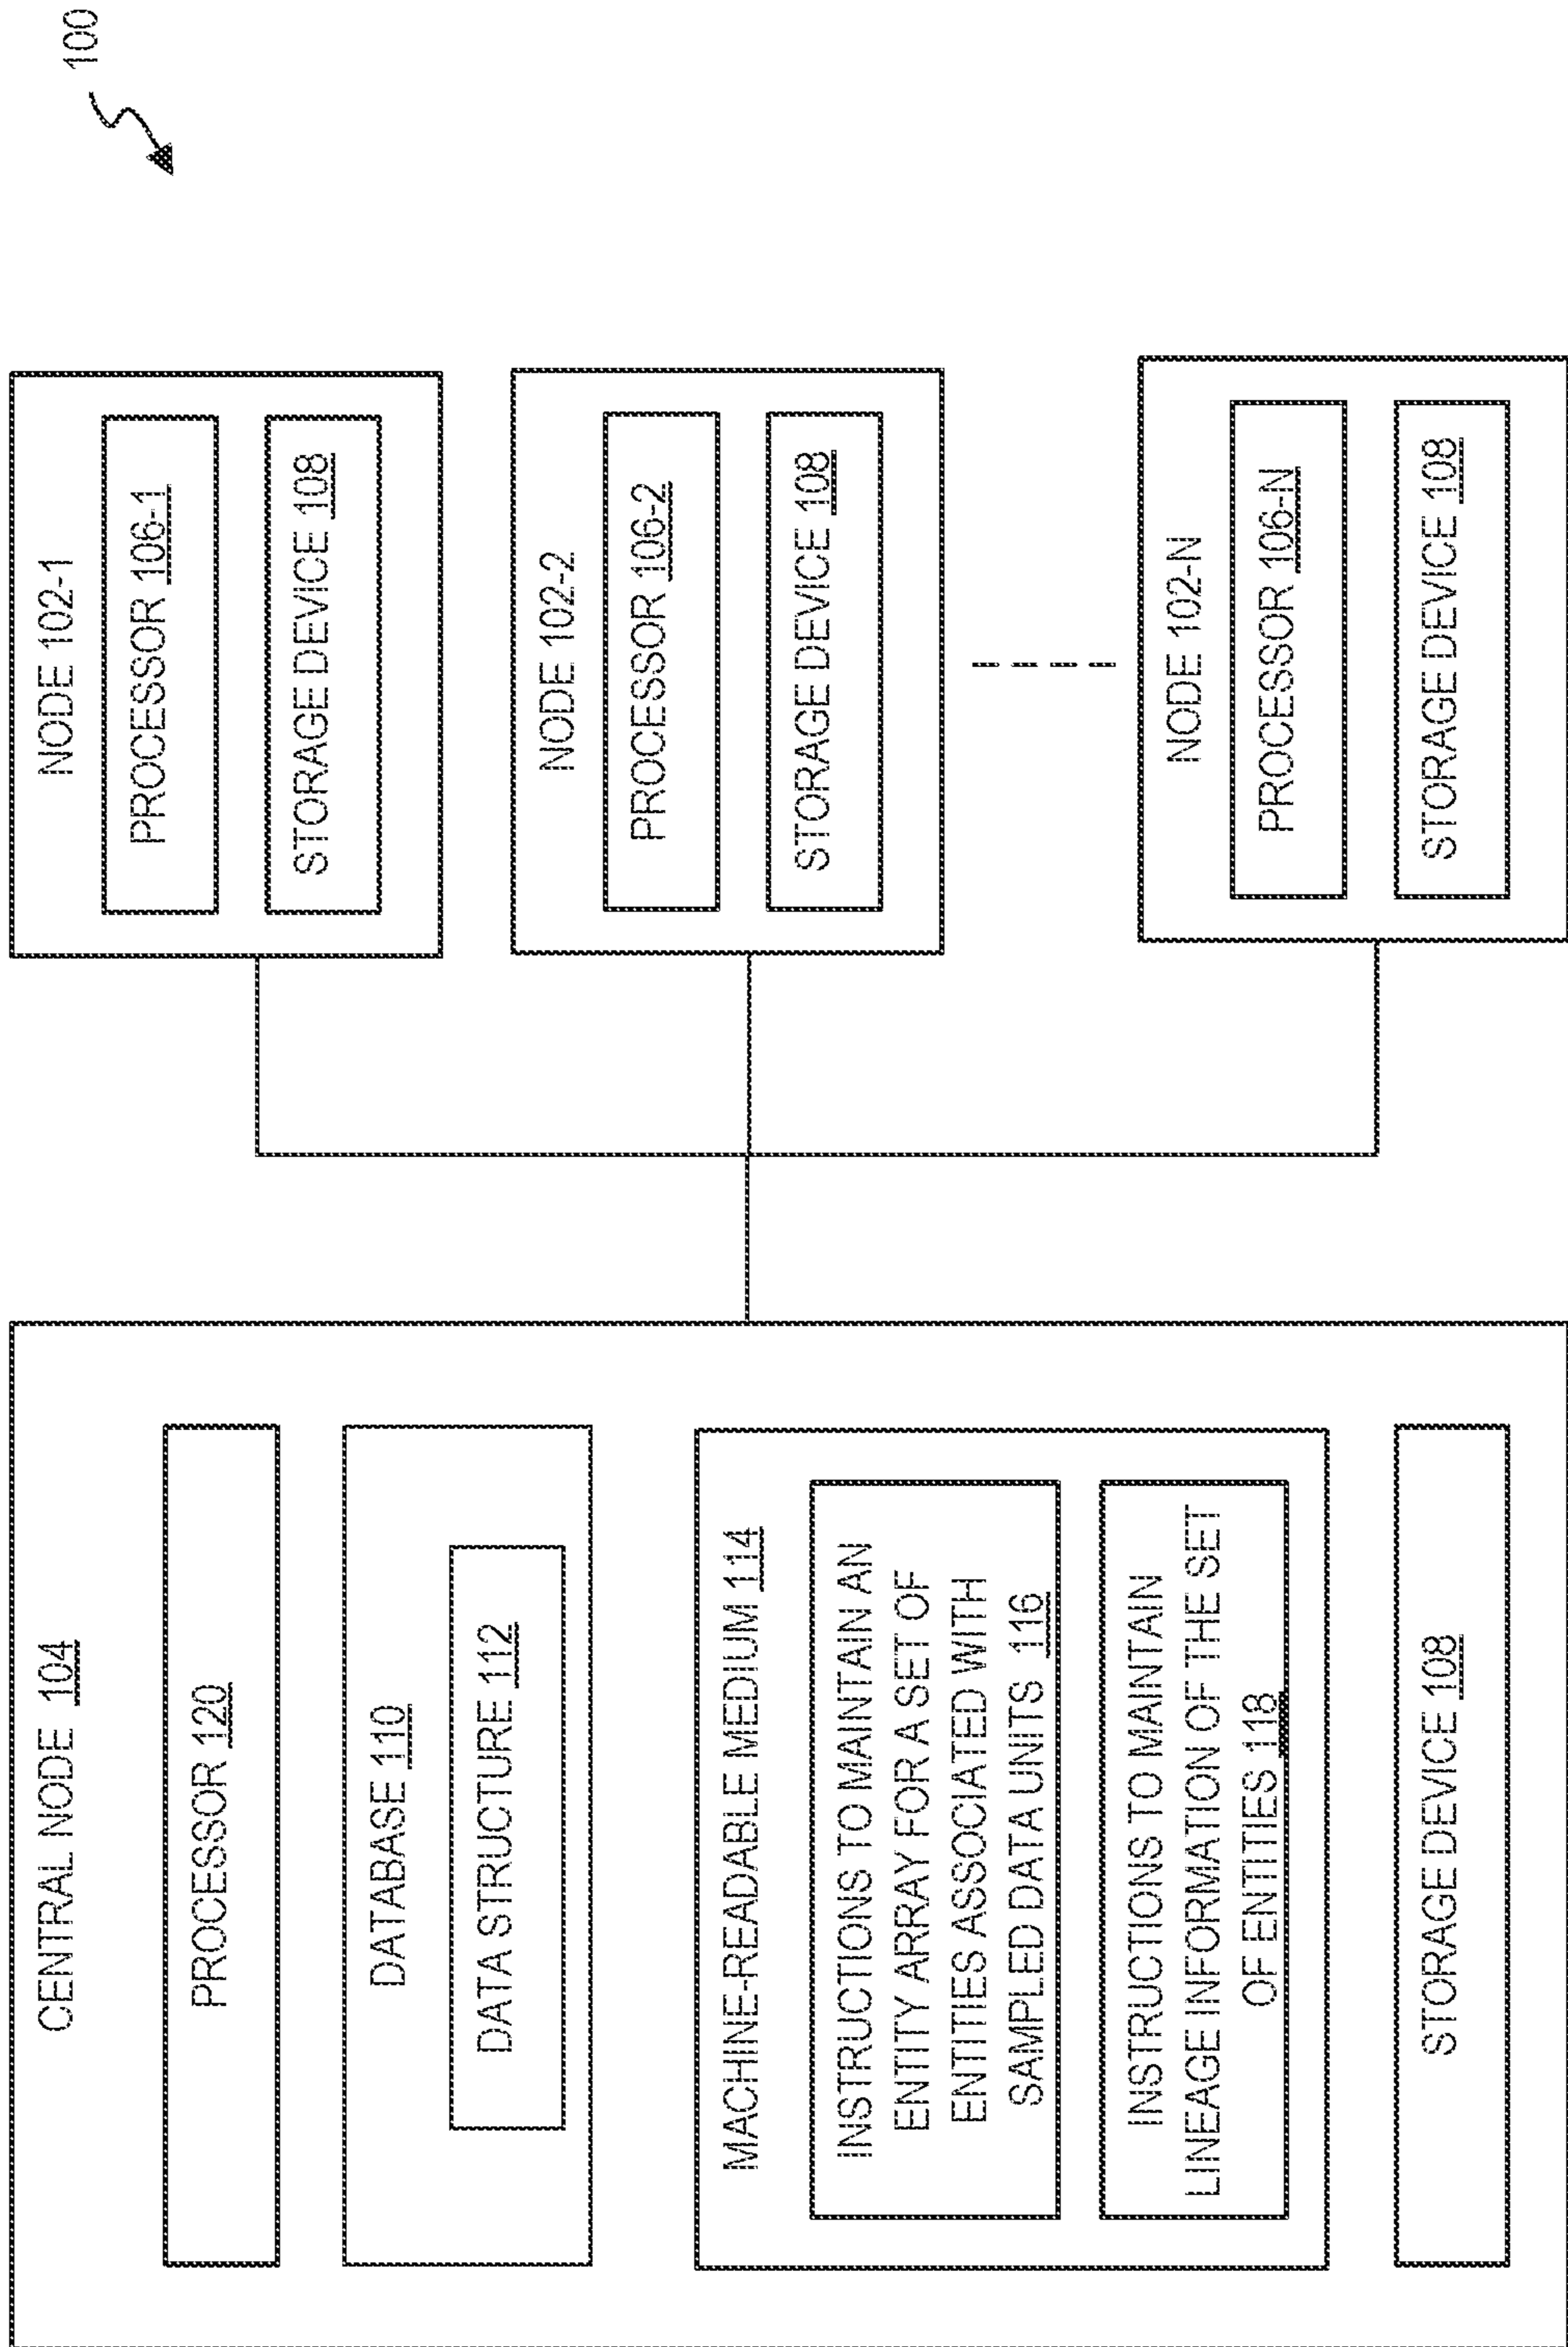 100
CENTRAL NODE 104
PROCESSOR 120
DATABASE 110
DATA STRUCTURE 112
MACHINE-READABLE MEDIUM 114
INSTRUCTIONS TO MAINTAIN AN
ENTITY ARRAY FOR A SET OF
ENTITIES ASSOCIATED WITH
SAMPLED DATA UNITS 116
INSTRUCTIONS TO MAINTAIN
LINEAGE INFORMATION OF THE SET
OF ENTITIES 118
STORAGE DEVICE 108
NODE 102-1
PROCESSOR 106-1
STORAGE DEVICE 108
NODE 102-2
PROCESSOR 106-2
STORAGE DEVICE 108
NODE 102-N
PROCESSOR 106-N
STORAGE DEVICE 108